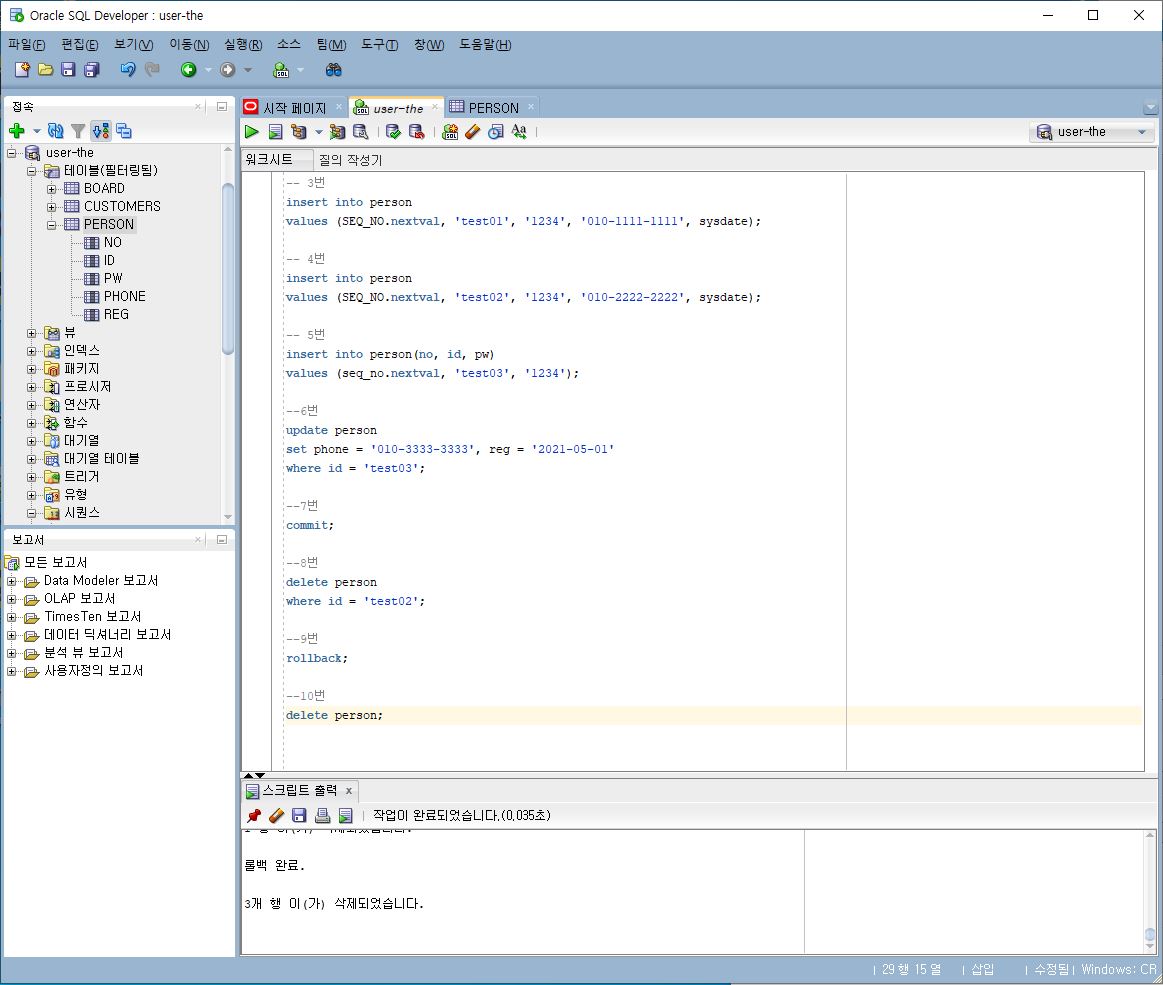 Oracle SQL Developer : user-the
파일(F) 편집(E) 보기(V) 이동(N) 실행(R) 소스 팀(M) 도구(T) 창(W) 도움말(H)
접속
user-the
테이블(필터링됨)
BOARD
CUSTOMERS
PERSON
NO
ID
PW
PHONE
REG
뷰
인덱스
패키지
프로시저
연산자
함수
대기열
대기열 테이블
트리거
유형
시퀀스
보고서
모든 보고서
Data Modeler 보고서
OLAP 보고서
TimesTen 보고서
데이터 딕셔너리 보고서
분석 뷰 보고서
사용자정의 보고서
시작 페이지 user-the PERSON
user-the
워크시트 질의 작성기
-- 3번
insert into person
values (SEQ_NO.nextval, 'test01', '1234', '010-1111-1111', sysdate);
-- 4번
insert into person
values (SEQ_NO.nextval, 'test02', '1234', '010-2222-2222', sysdate);
-- 5번
insert into person(no, id, pw)
values (seq_no.nextval, 'test03', '1234');
--6번
update person
set phone = '010-3333-3333', reg = '2021-05-01'
where id = 'test03';
--7번
commit;
--8번
delete person
where id = 'test02';
--9번
rollback;
--10번
delete person;
스크립트 출력 x
작업이 완료되었습니다.(0,035초)
롤백 완료.
3개 행 이(가) 삭제되었습니다.
29 행 15 열 삽입 수정됨 Windows: CR